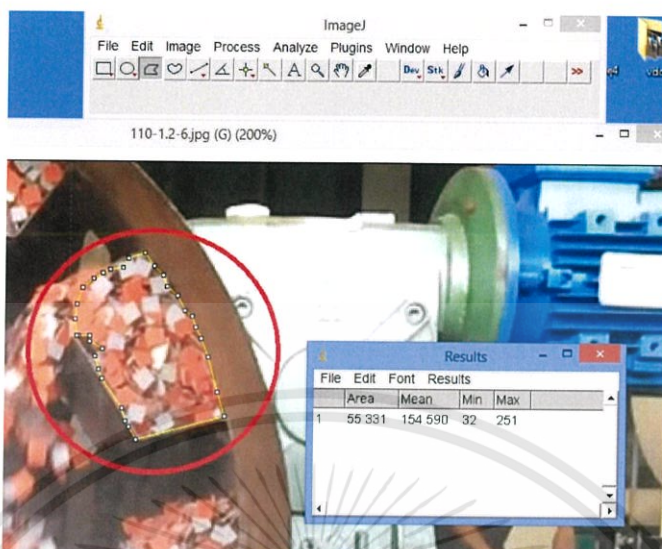 ImageJ
File Edit Image Process Analyze Plugins Window Help
Dev Stk >>
110-1.2-6.jpg (G) (200%)
Results
File Edit Font Results
Area Mean Min Max
1 55 331 154 590 32 251